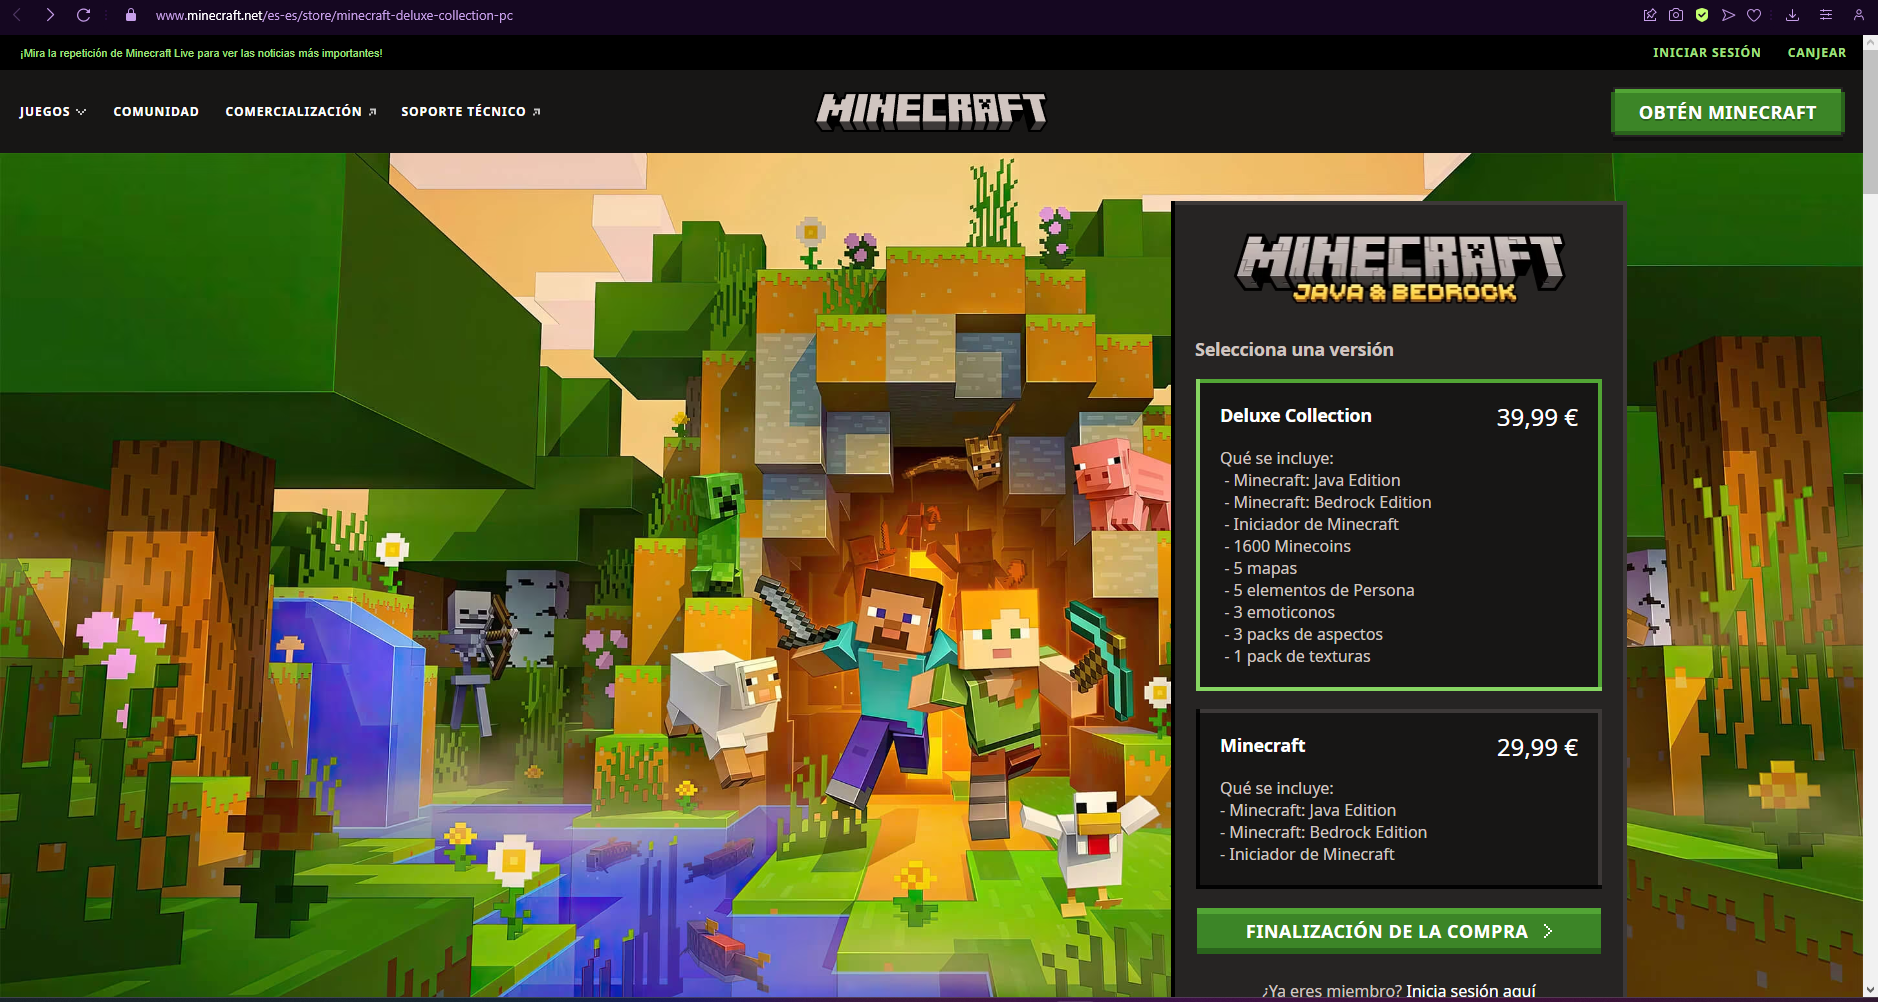 www.minecraft.net/es-es/store/minecraft-deluxe-collection-pc
¡Mira la repetición de Minecraft Live para ver las noticias más importantes!
INICIAR SESIÓN
CANJEAR
JUEGOS
COMUNIDAD
COMERCIALIZACIÓN
SOPORTE TÉCNICO
MINECRAFT
OBTÉN MINECRAFT
MINECRAFT
JAVA & BEDROCK
Selecciona una versión
Deluxe Collection 39,99 €
Qué se incluye:
- Minecraft: Java Edition
- Minecraft: Bedrock Edition
- Iniciador de Minecraft
- 1600 Minecoins
- 5 mapas
- 5 elementos de Persona
- 3 emoticonos
- 3 packs de aspectos
- 1 pack de texturas
Minecraft 29,99 €
Qué se incluye:
- Minecraft: Java Edition
- Minecraft: Bedrock Edition
- Iniciador de Minecraft
FINALIZACIÓN DE LA COMPRA
¿Ya eres miembro? Inicia sesión aquí